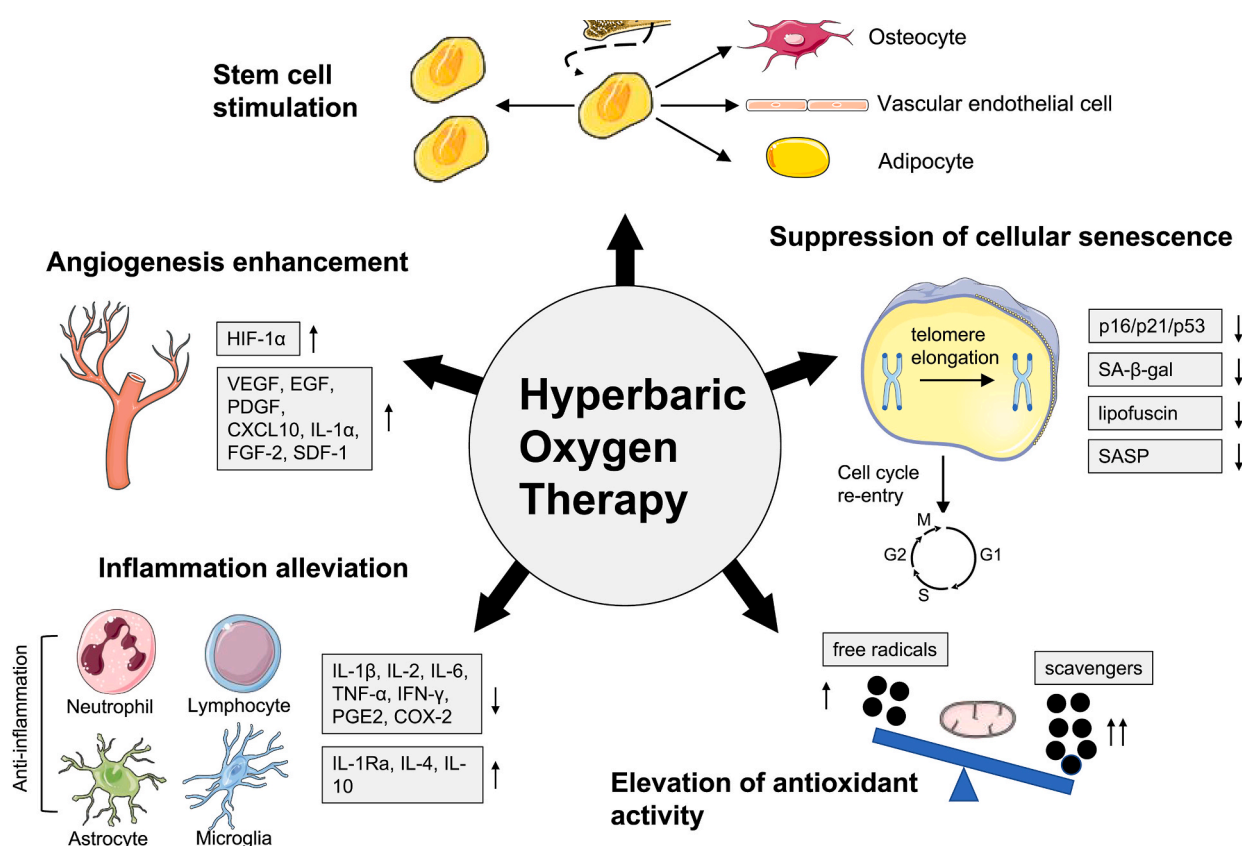 Stem cell
stimulation
Osteocyte
Vascular endothelial cell
Adipocyte
Angiogenesis enhancement
HIF-1α
VEGF, EGF,
PDGF,
CXCL10, IL-1α,
FGF-2, SDF-1
Hyperbaric
Oxygen
Therapy
Suppression of cellular senescence
telomere
elongation
p16/p21/p53
SA-β-gal
lipofuscin
SASP
Cell cycle
re-entry
M
G2
G1
S
Inflammation alleviation
Anti-inflammation
Neutrophil
Lymphocyte
Astrocyte
Microglia
IL-1β, IL-2, IL-6,
TNF-α, IFN-γ,
PGE2, COX-2
IL-1Ra, IL-4, IL-
10
free radicals
scavengers
Elevation of antioxidant
activity